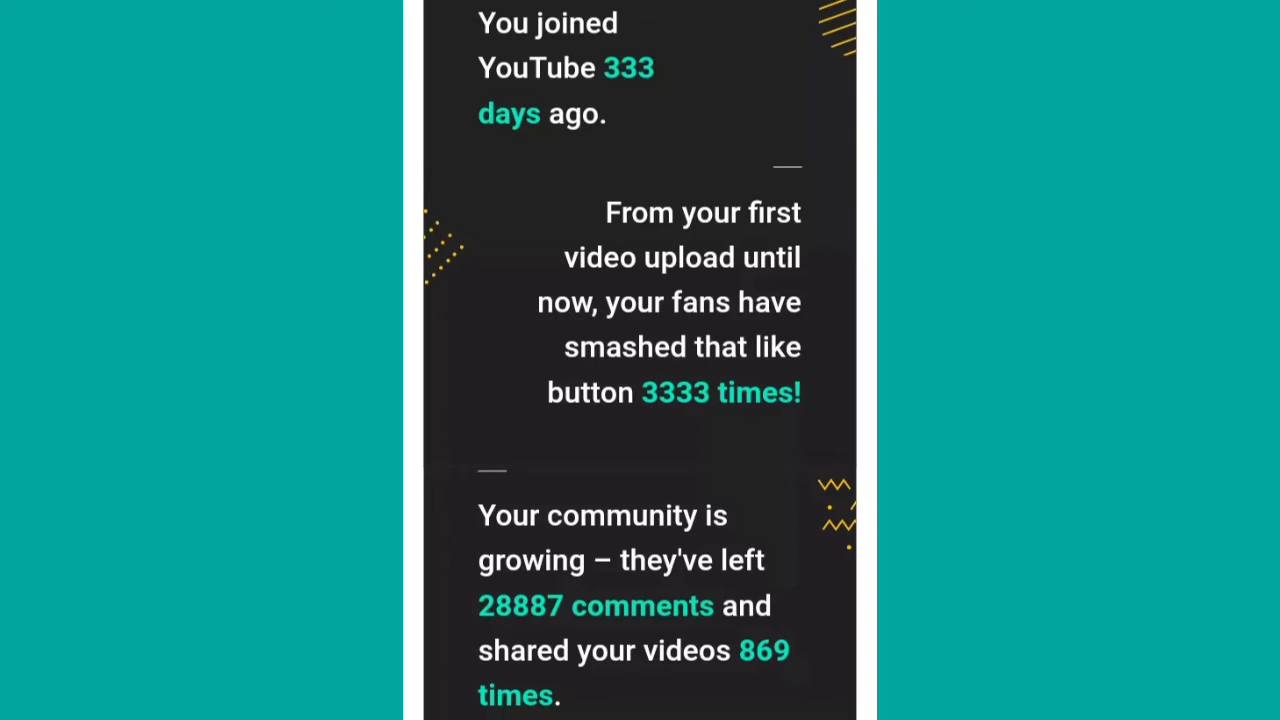 You joined
YouTube 333
days ago.
From your first
video upload until
now, your fans have
smashed that like
button 3333 times!
Your community is
growing – they've left
28887 comments and
shared your videos 869
times.